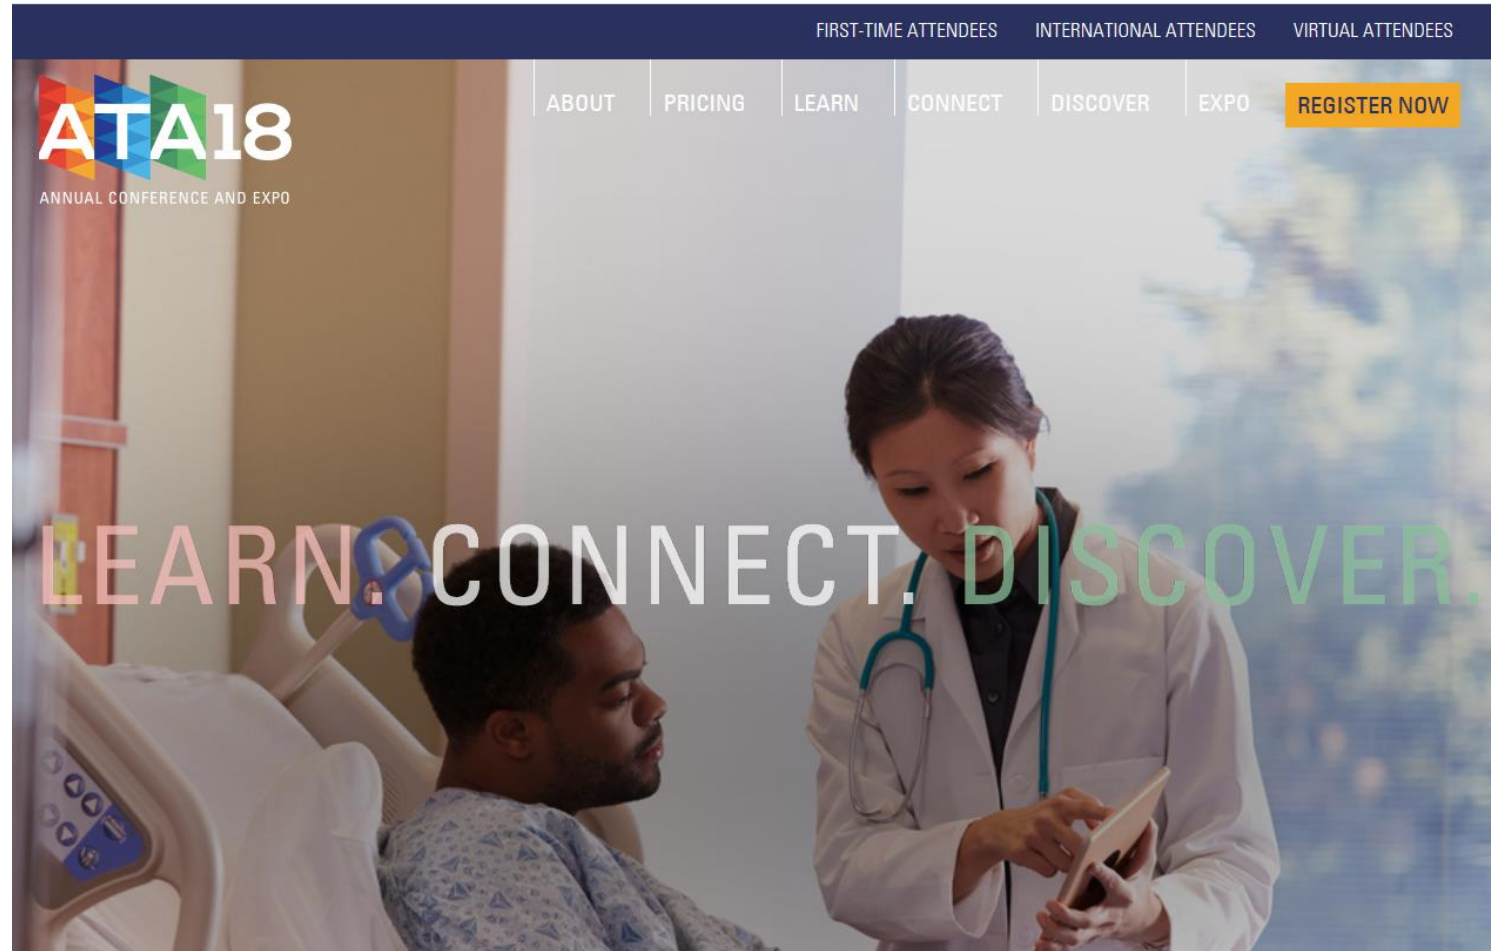 FIRST-TIME ATTENDEES INTERNATIONAL ATTENDEES VIRTUAL ATTENDEES
ATA18
ANNUAL CONFERENCE AND EXPO
ABOUT PRICING LEARN CONNECT DISCOVER EXPO REGISTER NOW
LEARN. CONNECT. DISCOVER.